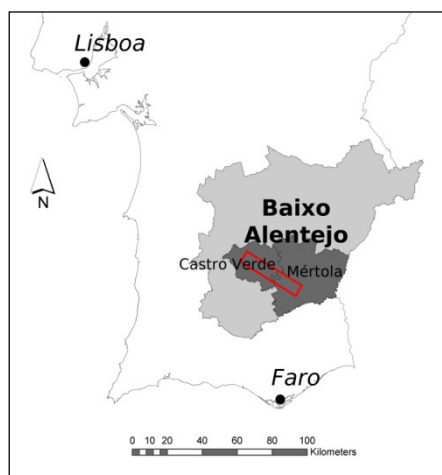 Lisboa
N
Baixo
Alentejo
Castro Verde
Mértola
Faro
0 10 20 40 60 80 100
Kilometers